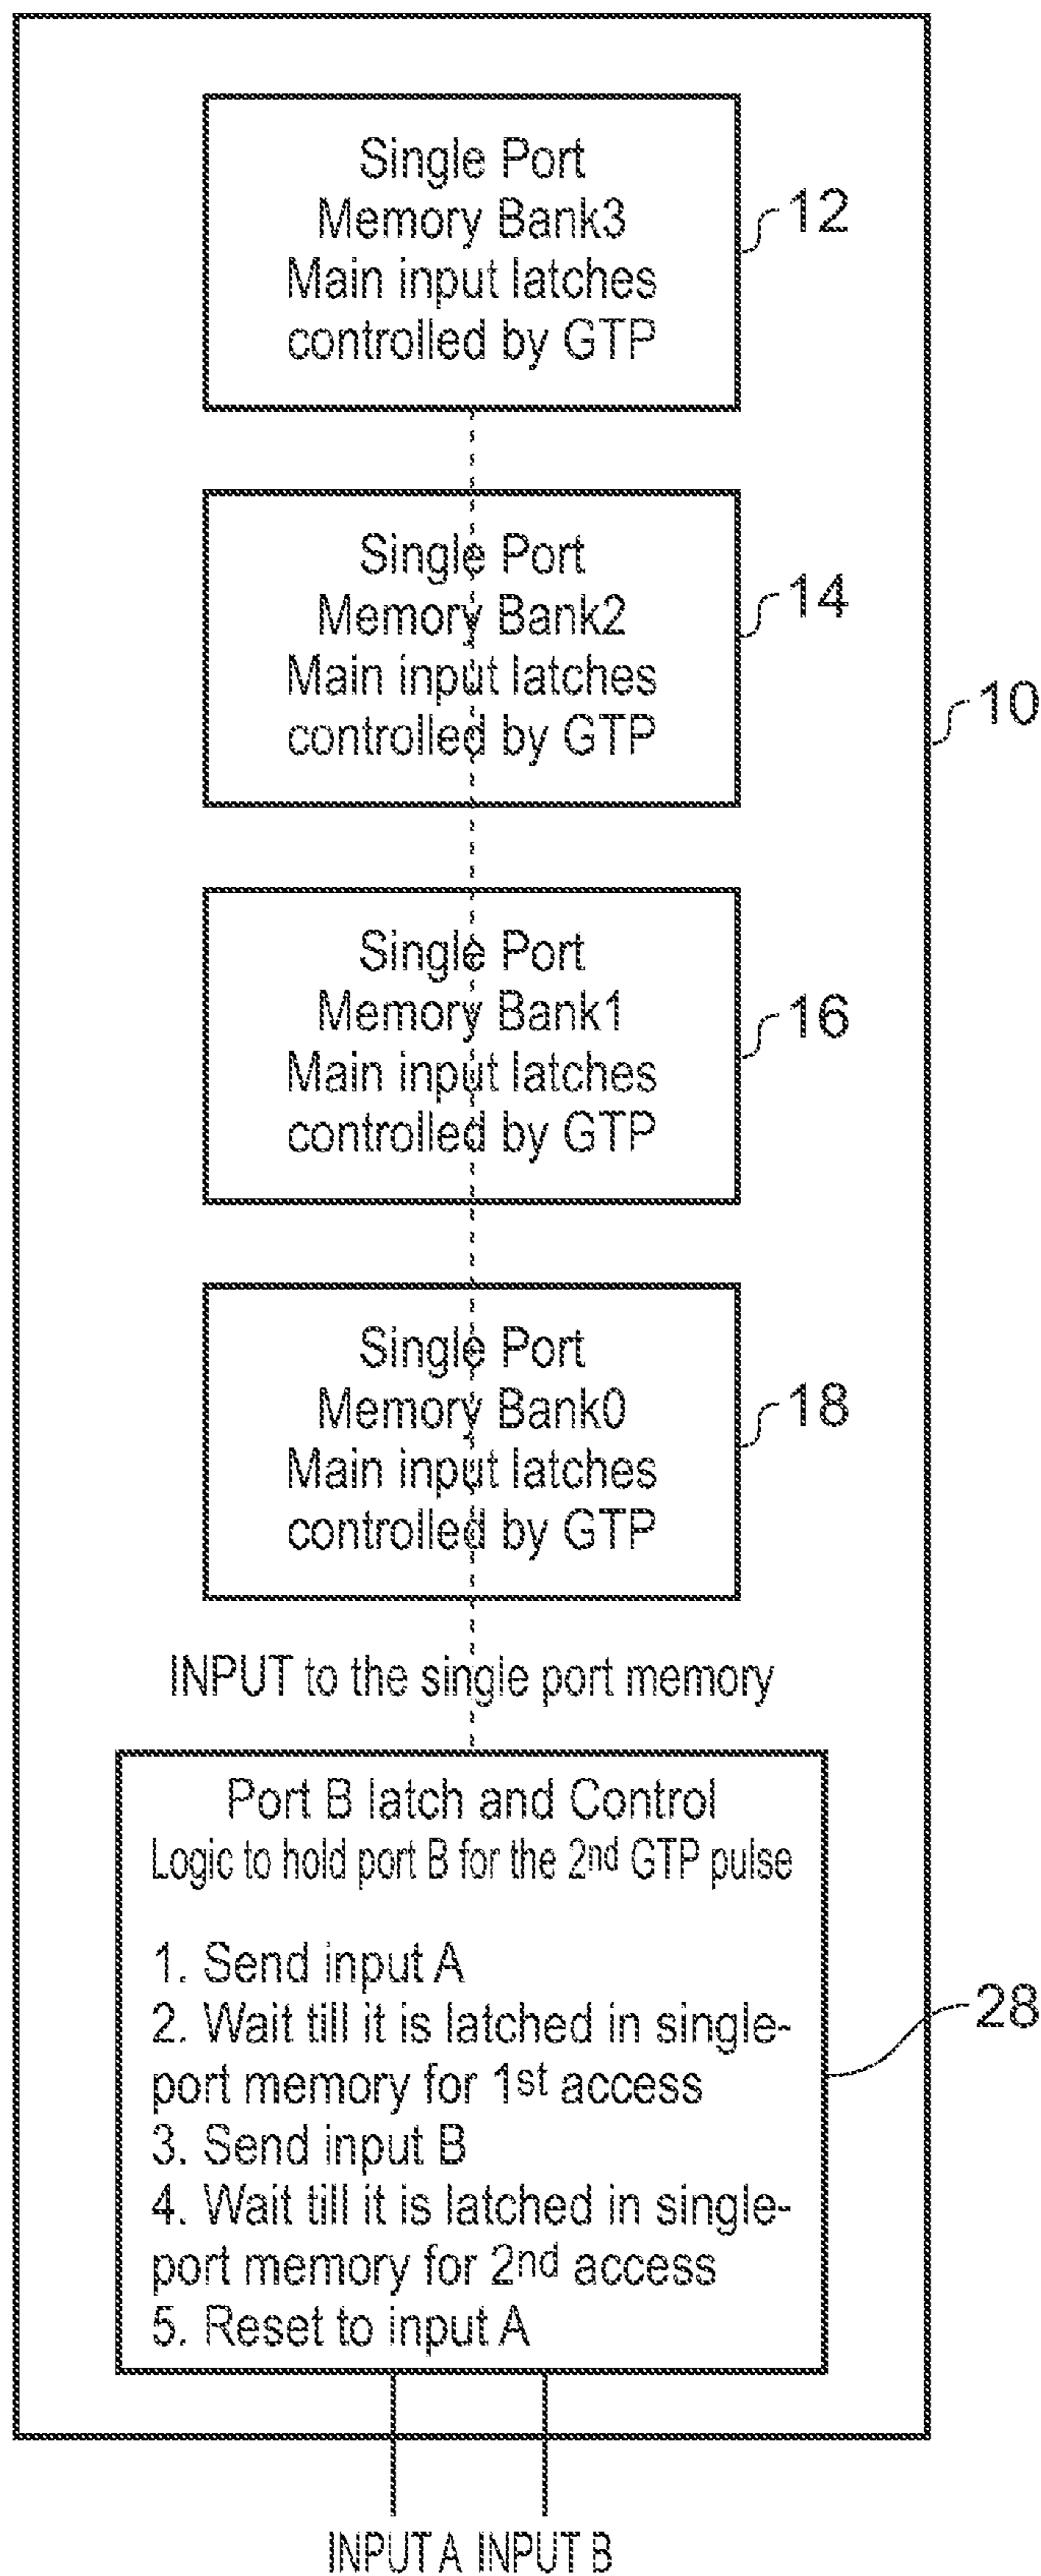 Single Port
Memory Bank3
Main input latches
controlled by GTP
12
Single Port
Memory Bank2
Main input latches
controlled by GTP
14
10
Single Port
Memory Bank1
Main input latches
controlled by GTP
16
Single Port
Memory Bank0
Main input latches
controlled by GTP
18
INPUT to the single port memory
Port B latch and Control
Logic to hold port B for the 2nd GTP pulse
1. Send input A
2. Wait till it is latched in single-
port memory for 1st access
3. Send input B
4. Wait till it is latched in single-
port memory for 2nd access
5. Reset to input A
28
INPUT A INPUT B